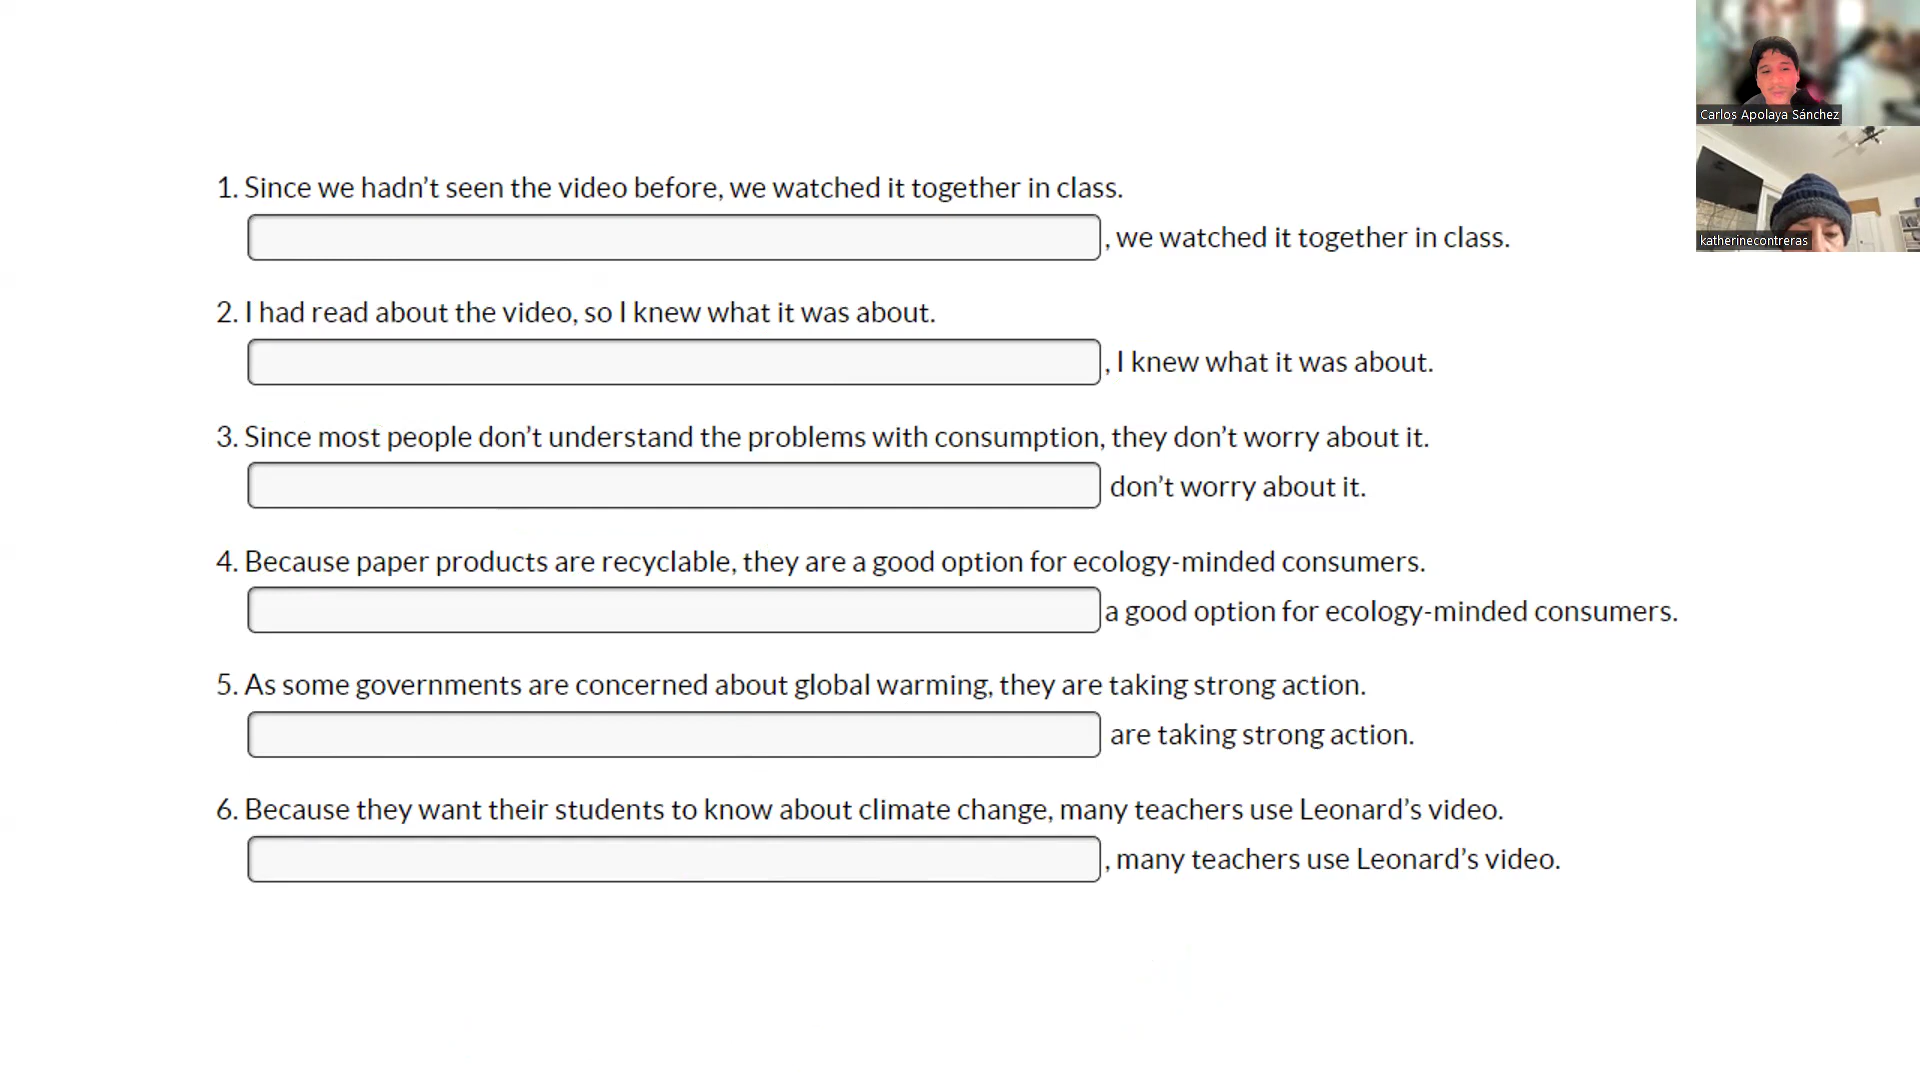 Carlos Apolaya Sánchez
katherinecontreras
1. Since we hadn’t seen the video before, we watched it together in class.
, we watched it together in class.
2. I had read about the video, so I knew what it was about.
, I knew what it was about.
3. Since most people don’t understand the problems with consumption, they don’t worry about it.
don’t worry about it.
4. Because paper products are recyclable, they are a good option for ecology-minded consumers.
a good option for ecology-minded consumers.
5. As some governments are concerned about global warming, they are taking strong action.
are taking strong action.
6. Because they want their students to know about climate change, many teachers use Leonard’s video.
, many teachers use Leonard’s video.